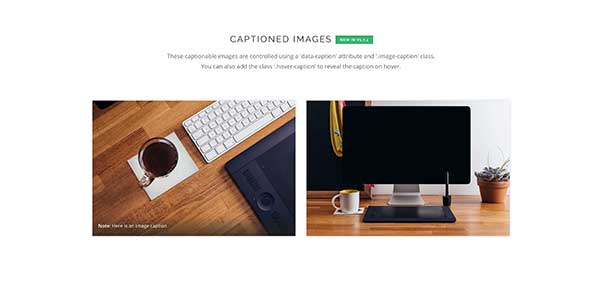 CAPTIONED IMAGES NEW IN V1.7.4
These captionable images are controlled using a 'data-caption' attribute and '.image-caption' class.
You can also add the class '.hover-caption' to reveal the caption on hover.
Note: Here is an image caption